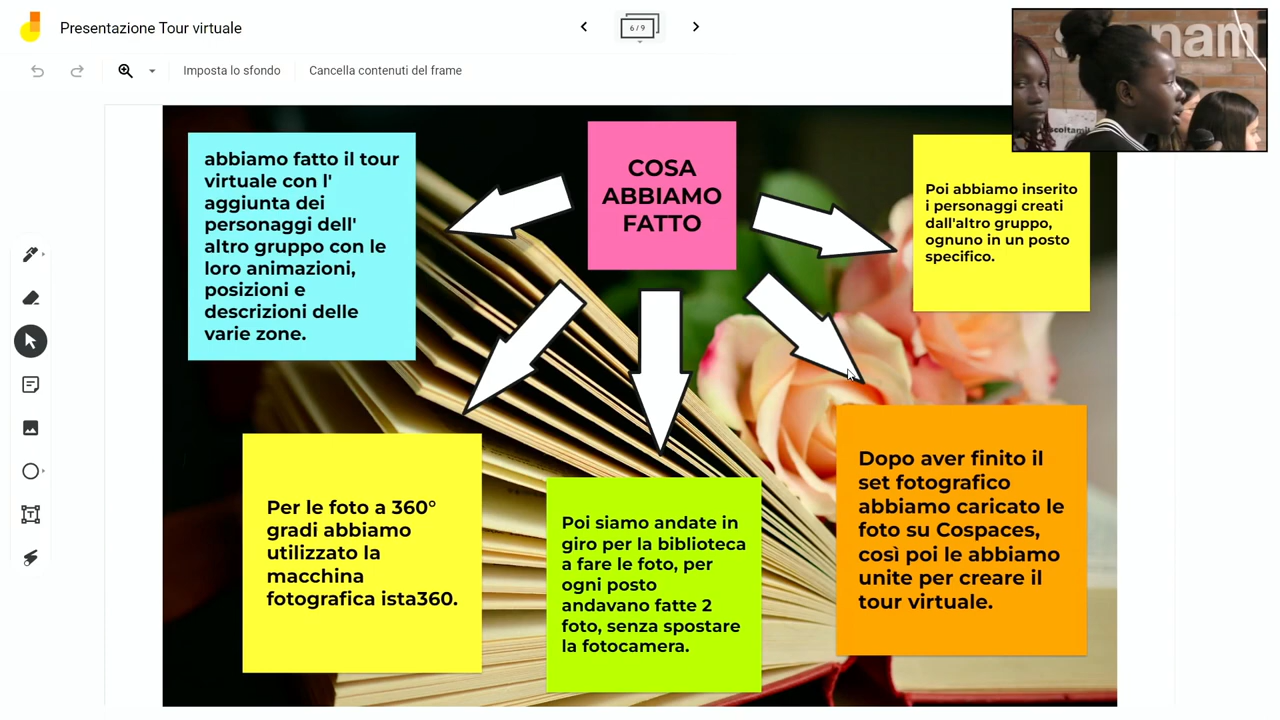 Presentazione Tour virtuale
6/9
Imposta lo sfondo
Cancella contenuti del frame
abbiamo fatto il tour
virtuale con l'
aggiunta dei
personaggi dell'
altro gruppo con le
loro animazioni,
posizioni e
descrizioni delle
varie zone.
COSA
ABBIAMO
FATTO
Poi abbiamo inserito
i personaggi creati
dall'altro gruppo,
ognuno in un posto
specifico.
Per le foto a 360°
gradi abbiamo
utilizzato la
macchina
fotografica ista360.
Poi siamo andate in
giro per la biblioteca
a fare le foto, per
ogni posto
andavano fatte 2
foto, senza spostare
la fotocamera.
Dopo aver finito il
set fotografico
abbiamo caricato le
foto su Cospaces,
così poi le abbiamo
unite per creare il
tour virtuale.